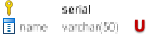 serial
name varchar(50) U